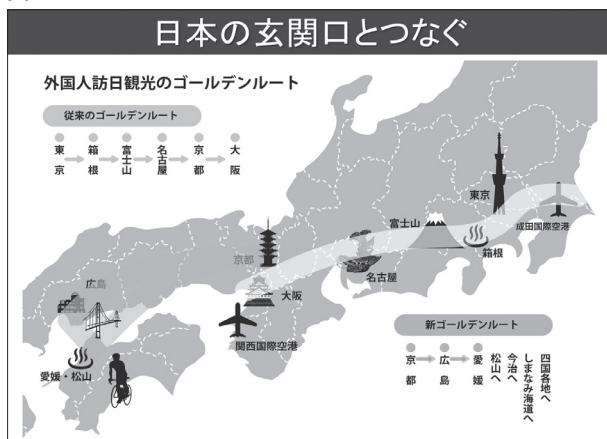 日本の玄関口とつなぐ
外国人訪日観光のゴールデンルート
従来のゴールデンルート
東京
箱根
富士山
名古屋
京都
大阪
東京
富士山
成田国際空港
箱根
名古屋
京都
大阪
関西国際空港
広島
愛媛・松山
新ゴールデンルート
京都
広島
愛媛
松山へ
今治へ
しまなみ海道へ
四国各地へ